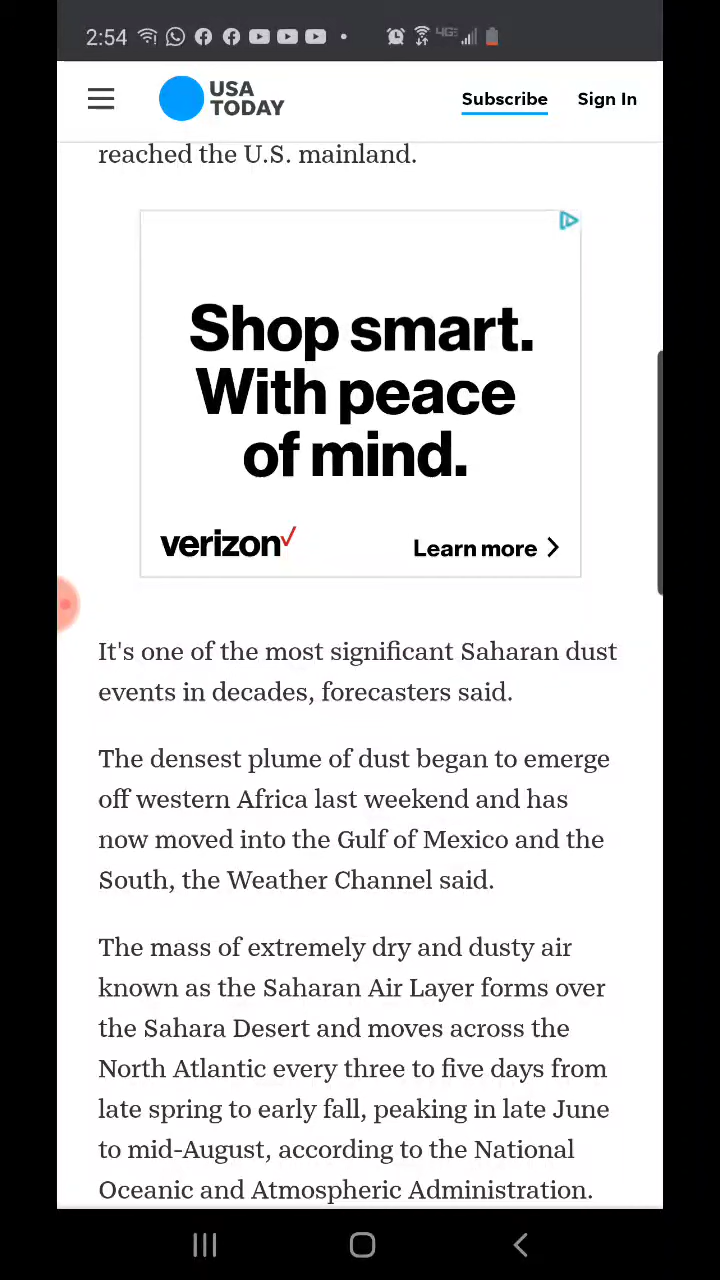 2:54 4GE
USA TODAY
Subscribe Sign In
reached the U.S. mainland.
Shop smart.
With peace
of mind.
verizon✓ Learn more >
It's one of the most significant Saharan dust
events in decades, forecasters said.
The densest plume of dust began to emerge
off western Africa last weekend and has
now moved into the Gulf of Mexico and the
South, the Weather Channel said.
The mass of extremely dry and dusty air
known as the Saharan Air Layer forms over
the Sahara Desert and moves across the
North Atlantic every three to five days from
late spring to early fall, peaking in late June
to mid-August, according to the National
Oceanic and Atmospheric Administration.